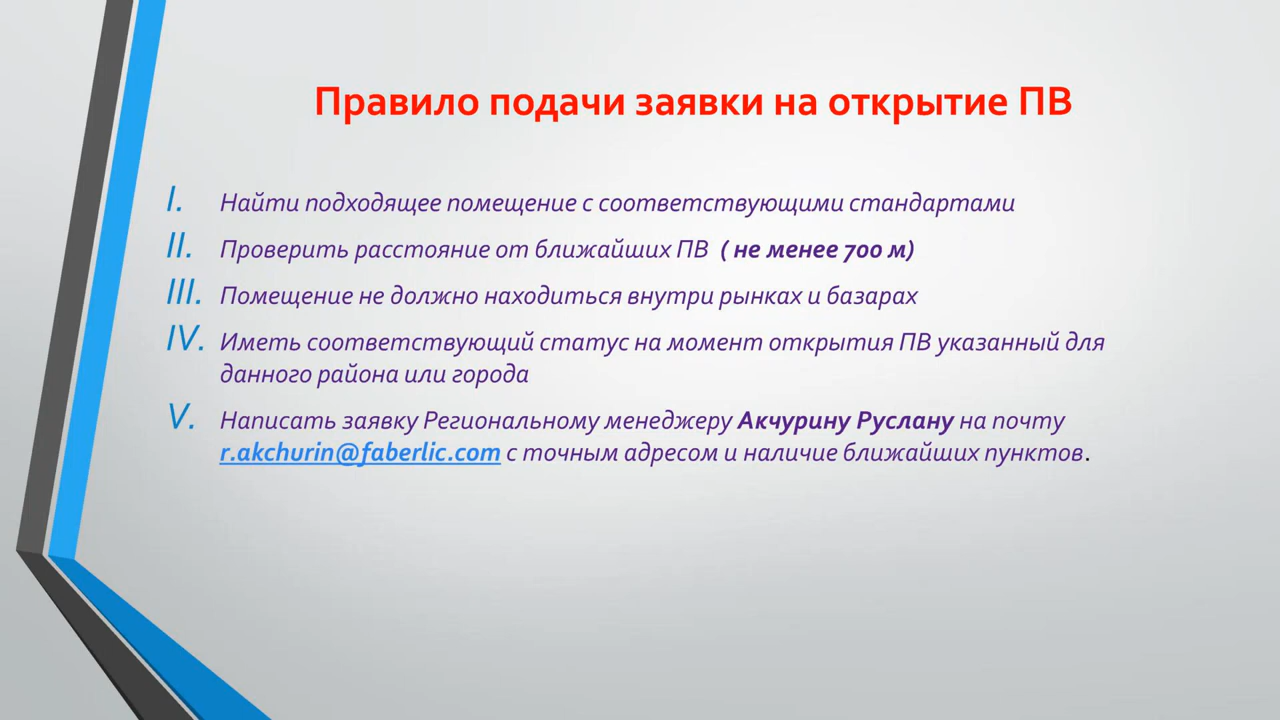 Правило подачи заявки на открытие ПВ
I. Найти подходящее помещение с соответствующими стандартами
II. Проверить расстояние от ближайших ПВ ( не менее 700 м)
III. Помещение не должно находиться внутри рынках и базарах
IV. Иметь соответствующий статус на момент открытия ПВ указанный для
данного района или города
V. Написать заявку Региональному менеджеру Акчурину Руслану на почту
r.akchurin@faberlic.com с точным адресом и наличие ближайших пунктов.